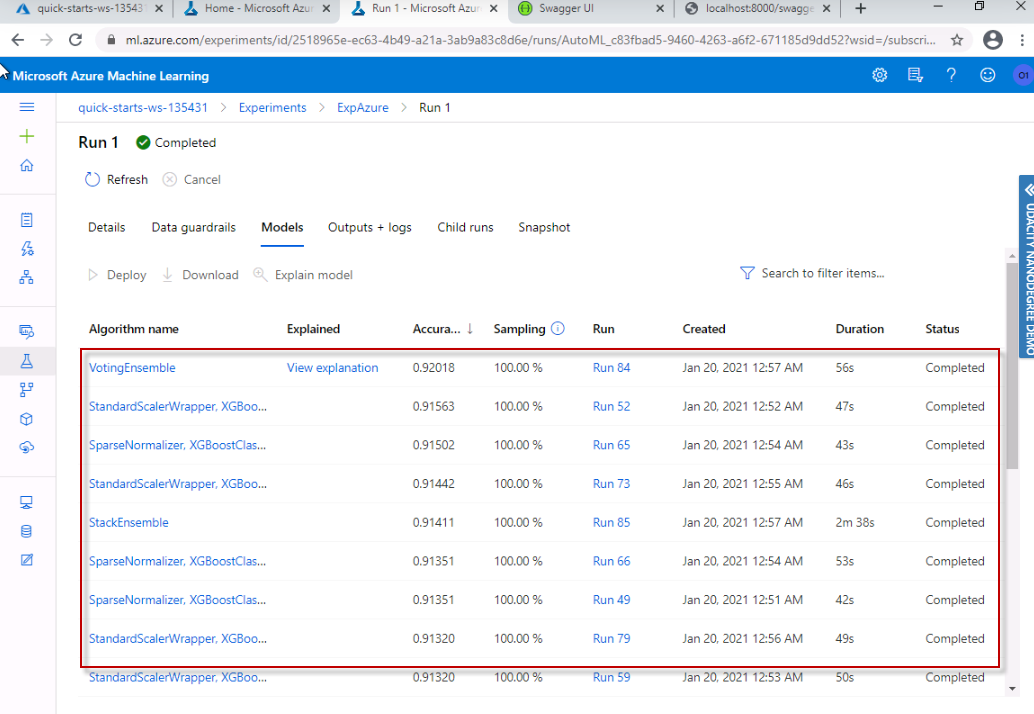 quick-starts-ws-13543
Home - Microsoft Azur
Run 1 - Microsoft Azure
Swagger UI
localhost:8000/swagge
ml.azure.com/experiments/id/2518965e-ec63-4b49-a21a-3ab9a83c8d6e/runs/AutoML_c83fbad5-9460-4263-a6f2-671185d9dd52?wsid=/subscri...
Microsoft Azure Machine Learning
01
quick-starts-ws-135431 > Experiments > ExpAzure > Run 1
Run 1 Completed
Refresh Cancel
Details Data guardrails Models Outputs + logs Child runs Snapshot
Deploy Download Explain model Search to filter items...
UDACITY NANODEGREE DEMO
Algorithm name Explained Accura... ↓ Sampling Run Created Duration Status
VotingEnsemble View explanation 0.92018 100.00 % Run 84 Jan 20, 2021 12:57 AM 56s Completed
StandardScalerWrapper, XGBoo... 0.91563 100.00 % Run 52 Jan 20, 2021 12:52 AM 47s Completed
SparseNormalizer, XGBoostClas... 0.91502 100.00 % Run 65 Jan 20, 2021 12:54 AM 43s Completed
StandardScalerWrapper, XGBoo... 0.91442 100.00 % Run 73 Jan 20, 2021 12:55 AM 46s Completed
StackEnsemble 0.91411 100.00 % Run 85 Jan 20, 2021 12:57 AM 2m 38s Completed
SparseNormalizer, XGBoostClas... 0.91351 100.00 % Run 66 Jan 20, 2021 12:54 AM 53s Completed
SparseNormalizer, XGBoostClas... 0.91351 100.00 % Run 49 Jan 20, 2021 12:51 AM 42s Completed
StandardScalerWrapper, XGBoo... 0.91320 100.00 % Run 79 Jan 20, 2021 12:56 AM 49s Completed
StandardScalerWrapper, XGBoo... 0.91320 100.00 % Run 59 Jan 20, 2021 12:53 AM 50s Completed